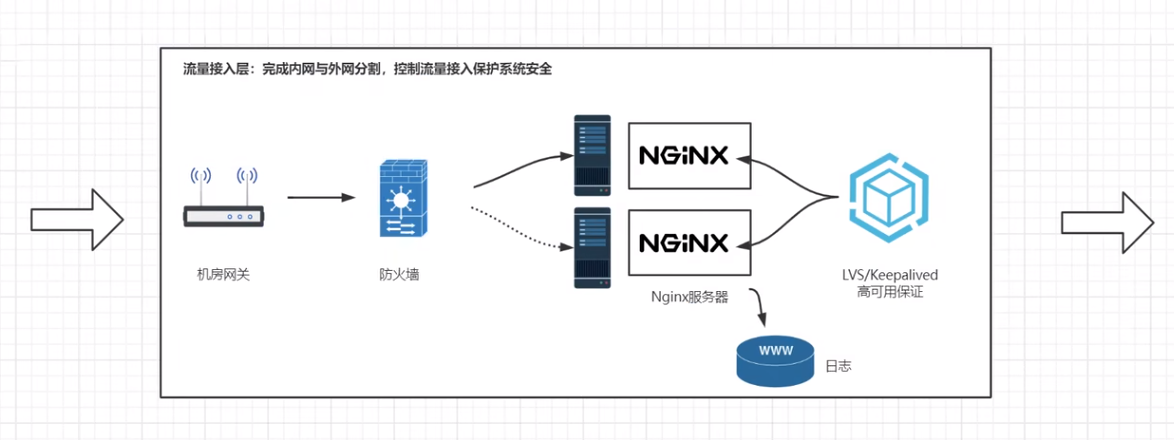 流量接入层：完成内网与外网分割，控制流量接入保护系统安全
NGiNX
NGiNX
机房网关
防火墙
LVS/Keepalived
高可用保证
Nginx服务器
WWW
日志